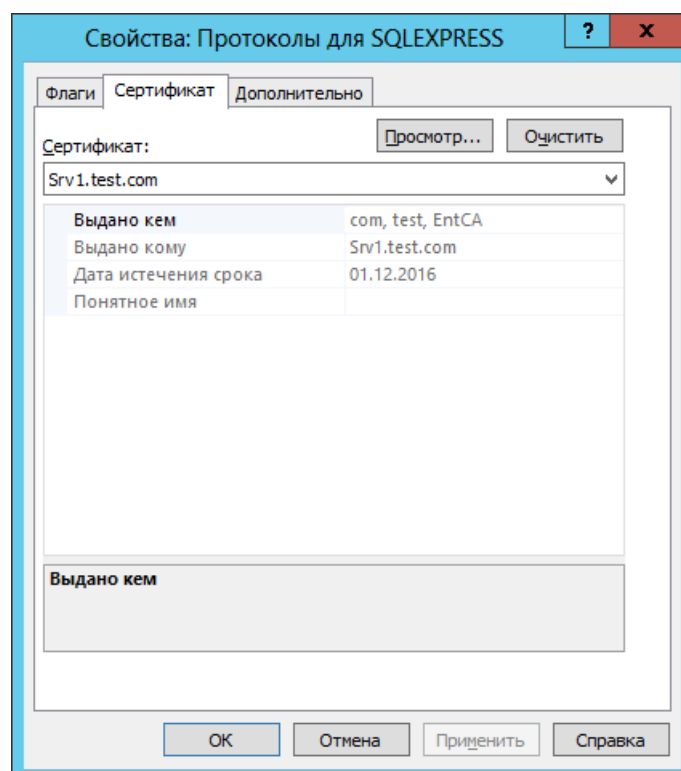 Свойства: Протоколы для SQLEXPRESS ? x
Флаги Сертификат Дополнительно
Сертификат: Просмотр... Очистить
Srv1.test.com
Выдано кем com, test, EntCA
Выдано кому Srv1.test.com
Дата истечения срока 01.12.2016
Понятное имя
Выдано кем
ОК Отмена Применить Справка